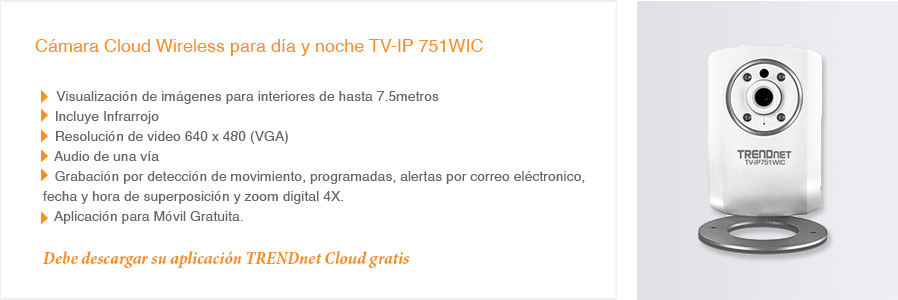 Cámara Cloud Wireless para día y noche TV-IP 751WIC
Visualización de imágenes para interiores de hasta 7.5metros
Incluye Infrarrojo
Resolución de video 640 x 480 (VGA)
Audio de una vía
Grabación por detección de movimiento, programadas, alertas por correo eléctronico,
fecha y hora de superposición y zoom digital 4X.
Aplicación para Móvil Gratuita.
Debe descargar su aplicación TRENDnet Cloud gratis
TRENDNET
TV-IP751WIC